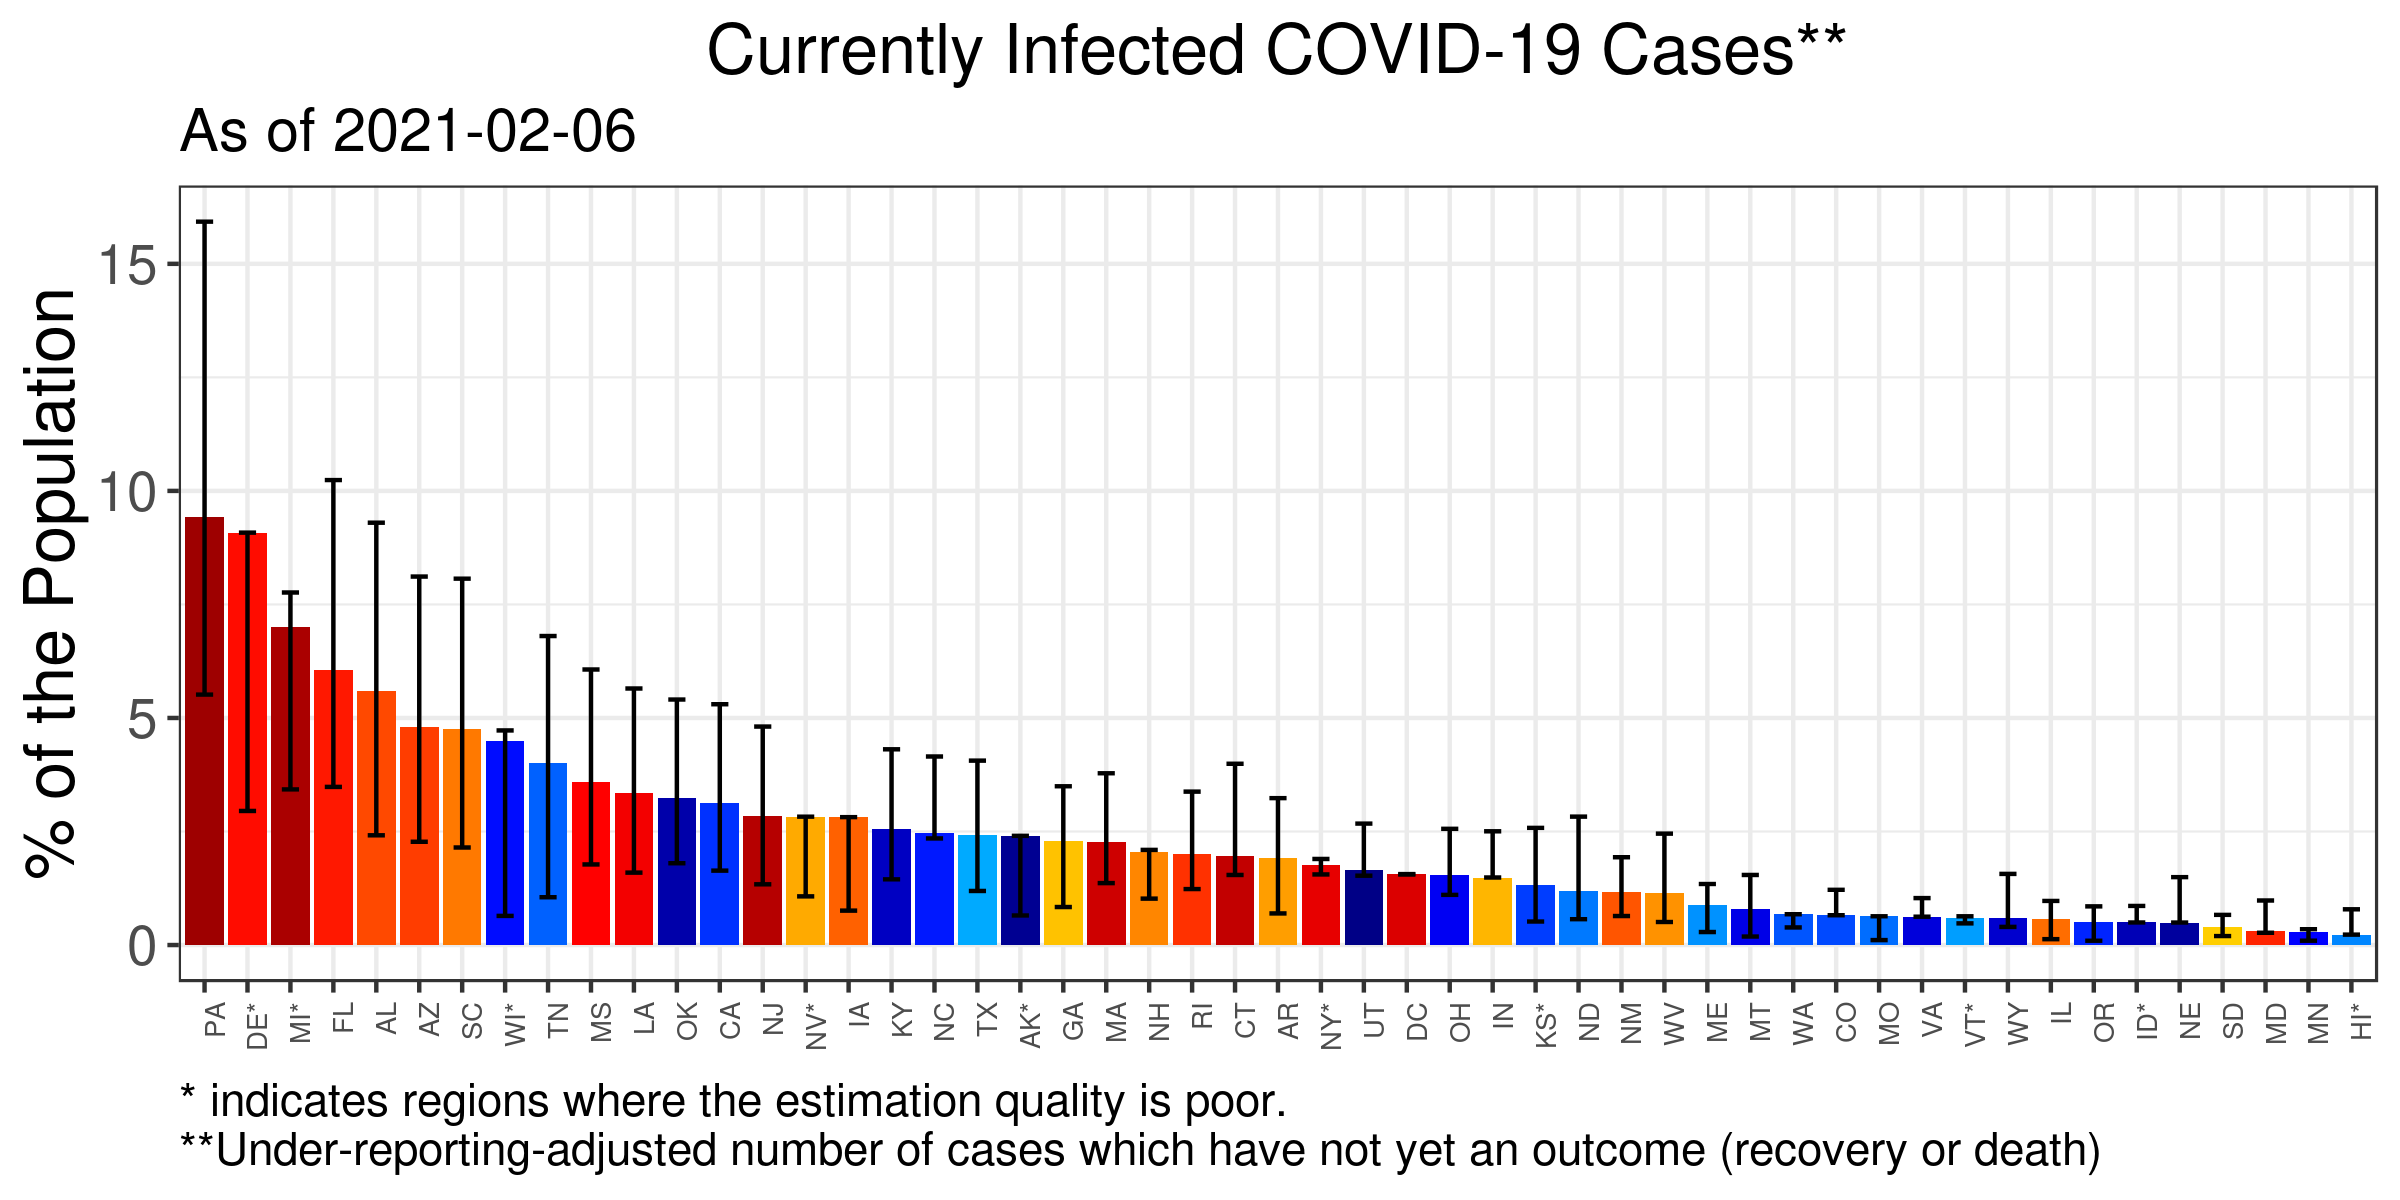 Currently Infected COVID-19 Cases**
As of 2021-02-06
% of the Population
15
10
5
0
PA DE* MI* FL AL AZ SC WI* TN MS LA OK CA NJ NV* IA KY NC TX AK* GA MA NH RI CT AR NY* UT DC OH IN KS* ND NM WV ME MT WA CO MO VA VT* WY IL OR ID* NE SD MD MN HI*
* indicates regions where the estimation quality is poor.
**Under-reporting-adjusted number of cases which have not yet an outcome (recovery or death)